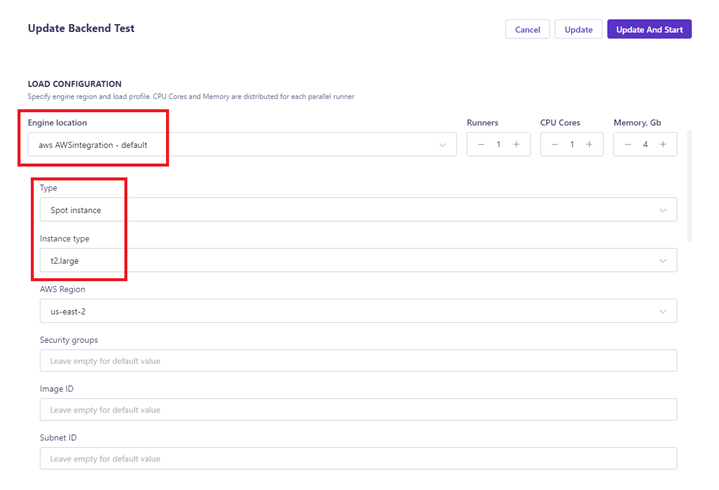 Update Backend Test
Cancel
Update
Update And Start
LOAD CONFIGURATION
Specify engine region and load profile. CPU Cores and Memory are distributed for each parallel runner
Engine location
Runners
CPU Cores
Memory, Gb
aws AWSintegration - default
− 1 +
− 1 +
− 4 +
Type
Spot instance
Instance type
t2.large
AWS Region
us-east-2
Security groups
Leave empty for default value
Image ID
Leave empty for default value
Subnet ID
Leave empty for default value